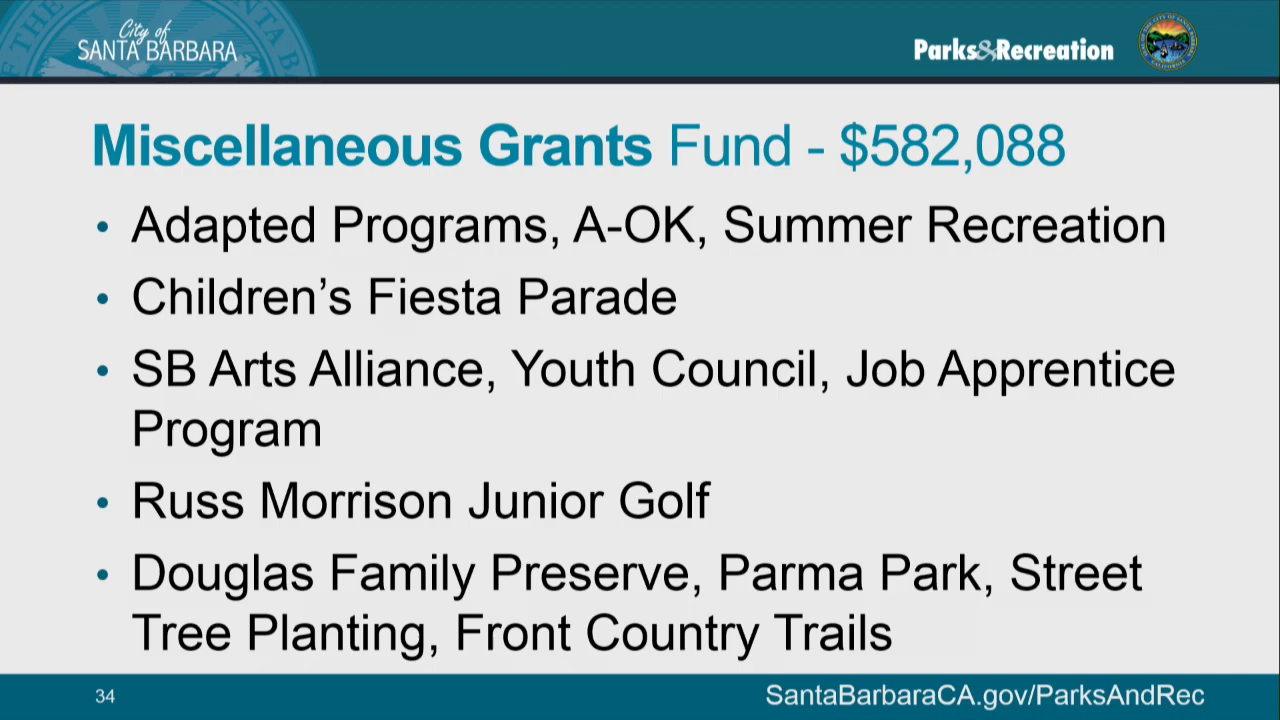 City of
SANTA BARBARA
Parks&Recreation
Miscellaneous Grants Fund - $582,088
• Adapted Programs, A-OK, Summer Recreation
• Children’s Fiesta Parade
• SB Arts Alliance, Youth Council, Job Apprentice
Program
• Russ Morrison Junior Golf
• Douglas Family Preserve, Parma Park, Street
Tree Planting, Front Country Trails
34
SantaBarbaraCA.gov/ParksAndRec